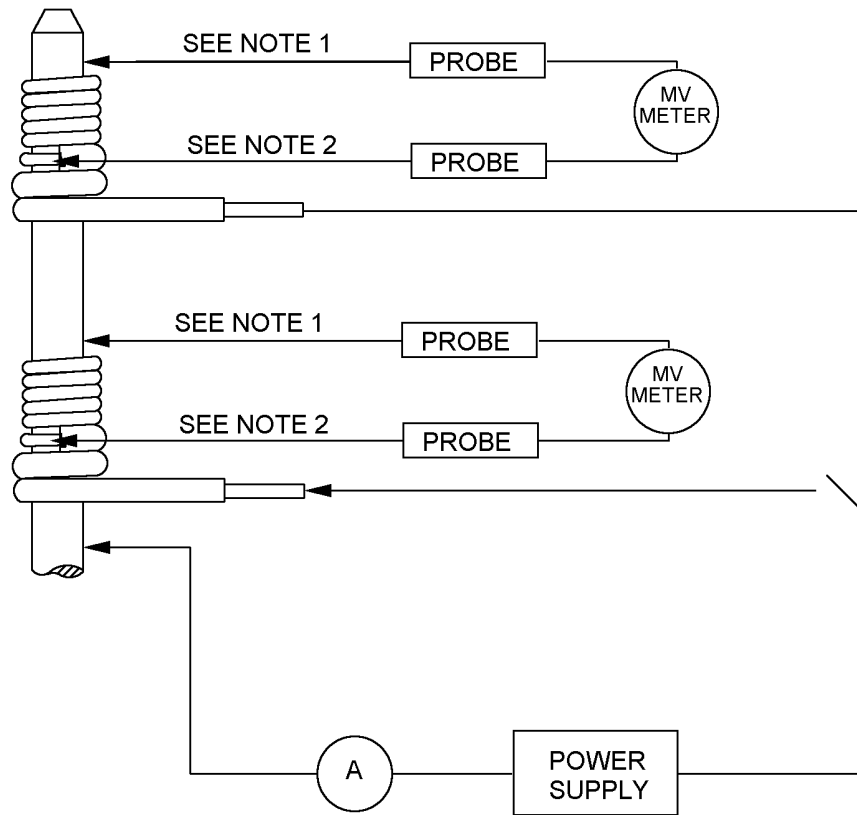 SEE NOTE 1
PROBE
MV
METER
SEE NOTE 2
PROBE
SEE NOTE 1
PROBE
MV
METER
SEE NOTE 2
PROBE
A
POWER
SUPPLY